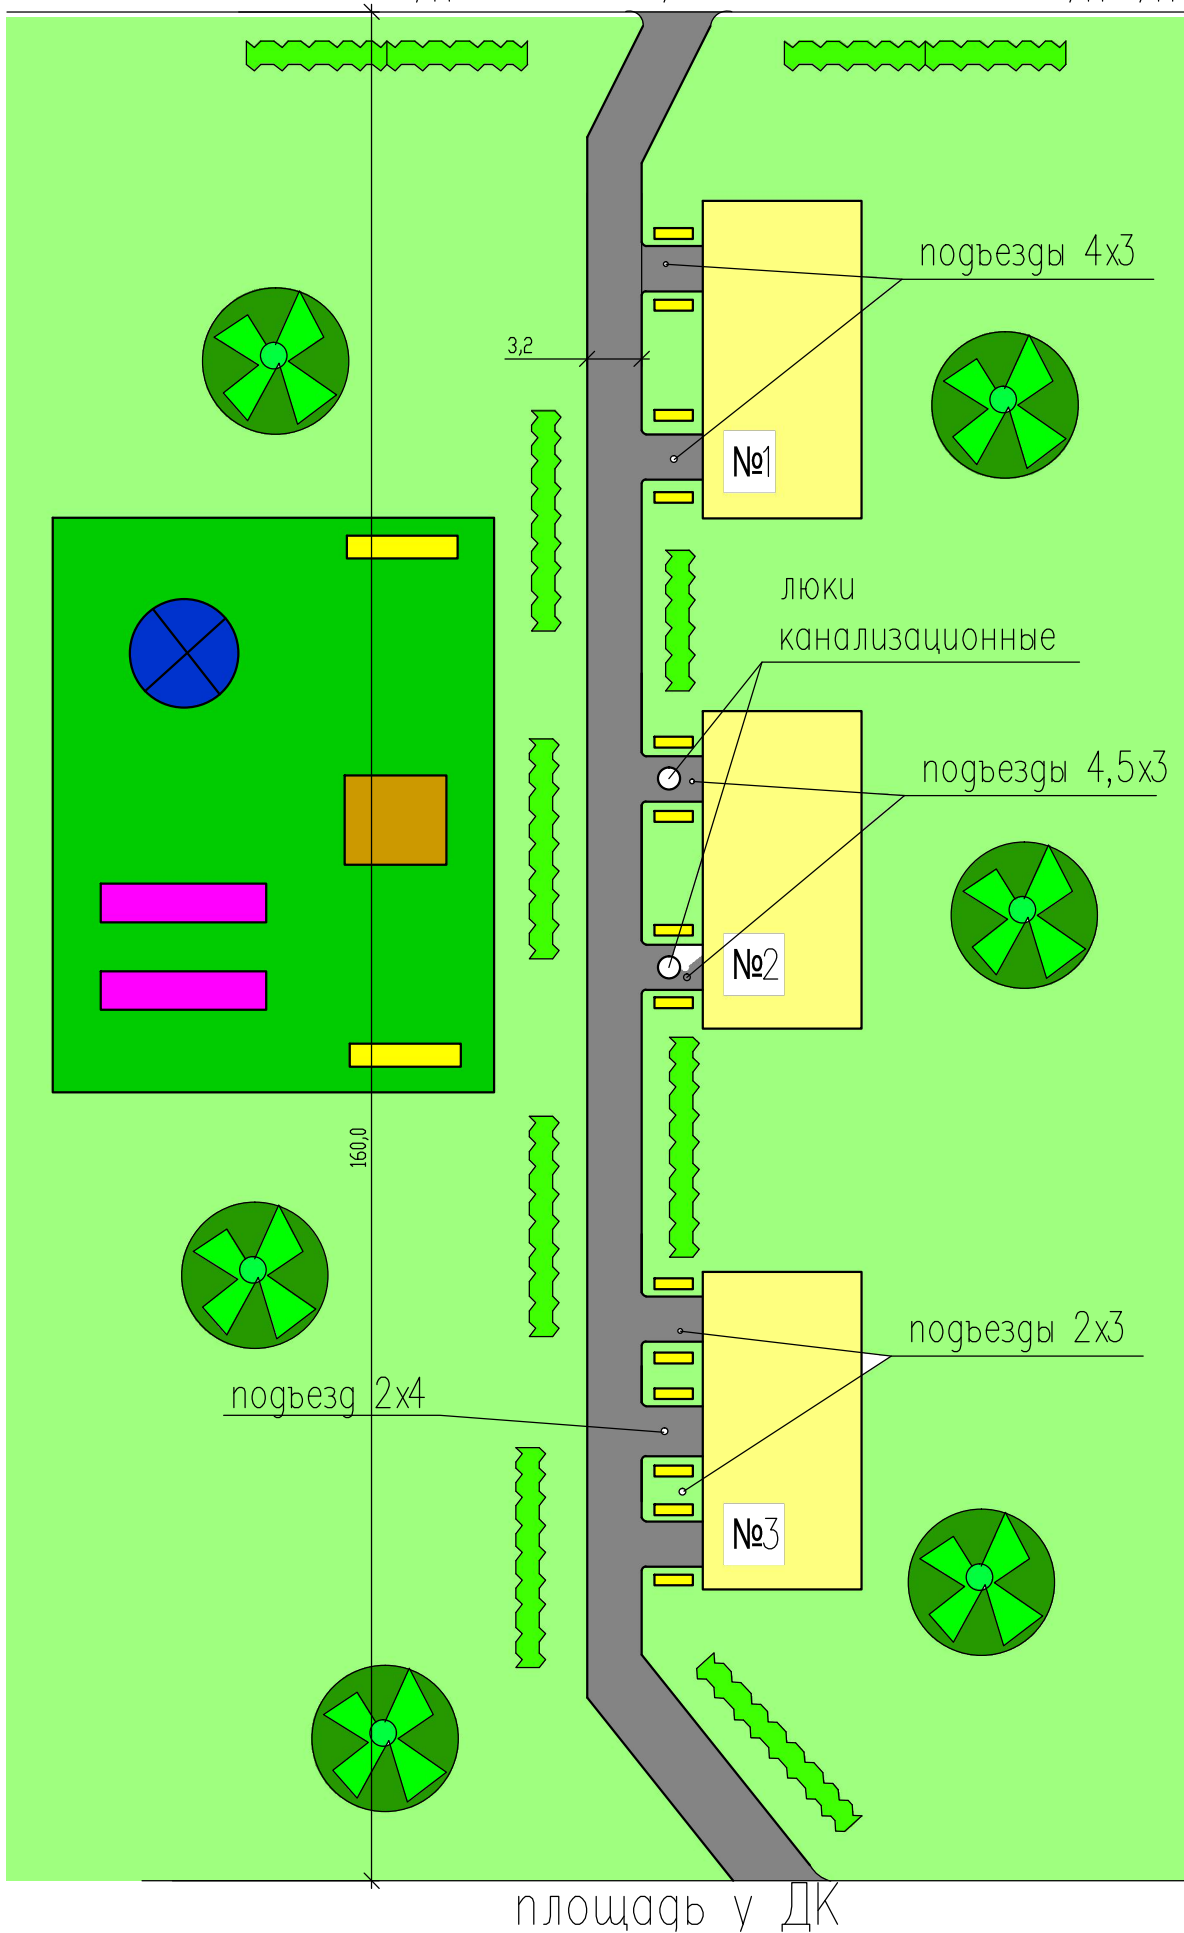 подъезды 4х3
3,2
№1
люки
канализационные
подъезды 4,5х3
№2
160,0
подъезды 2х3
подъезд 2х4
№3
площадь у ДК